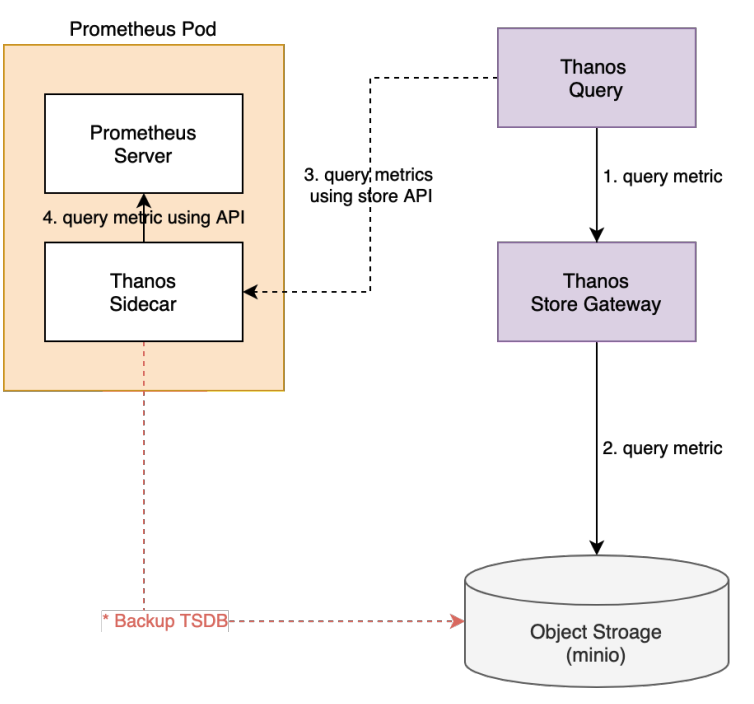 Prometheus Pod
Thanos
Query
Prometheus
Server
3. query metrics
using store API
1. query metric
4. query metric using API
Thanos
Sidecar
Thanos
Store Gateway
2. query metric
* Backup TSDB
Object Stroage
(minio)